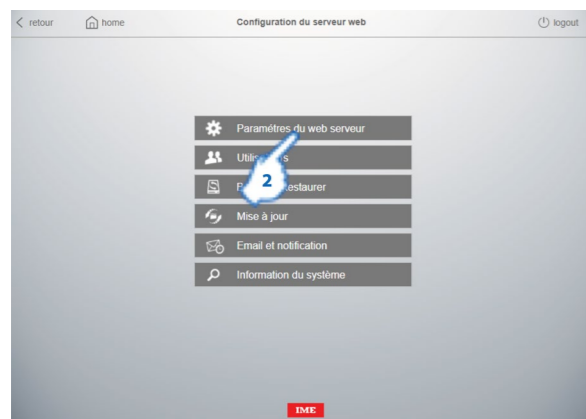 retour
home
Configuration du serveur web
logout
Paramétres du web serveur
2
Mise à jour
Email et notification
Information du système
IME